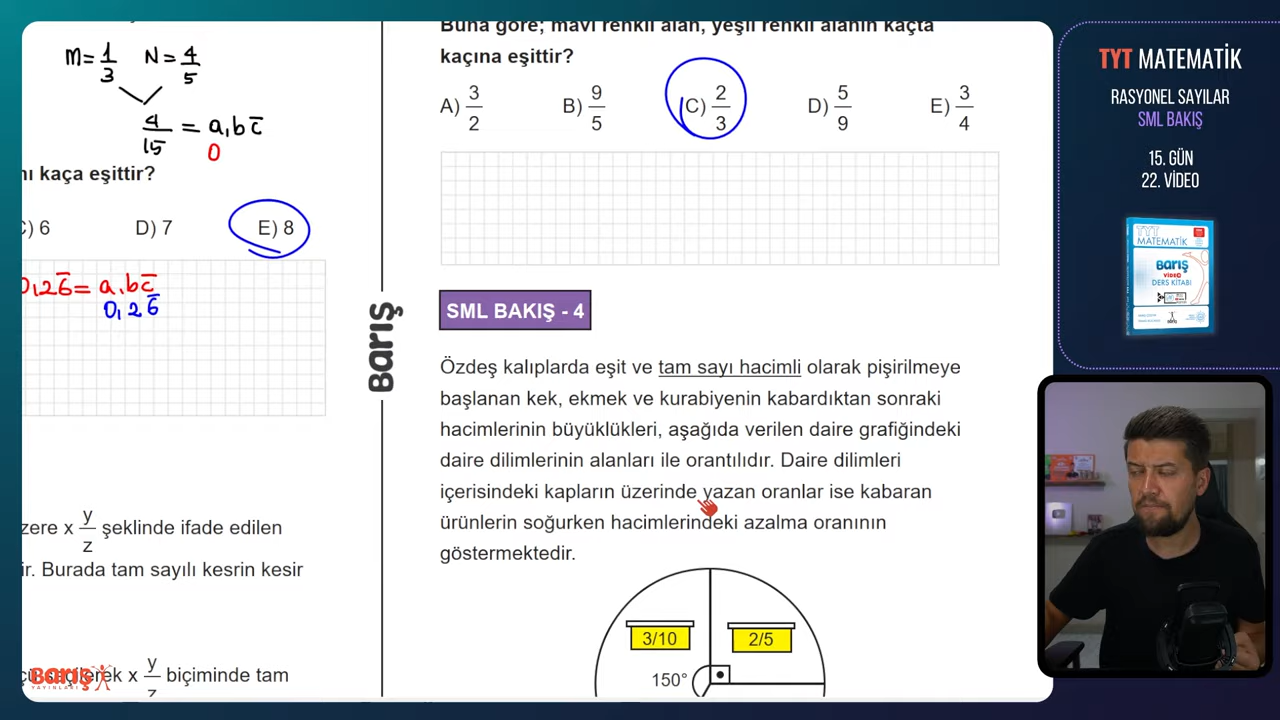 M= 1/3 N= 4/5
4/15 = a,bc̅
0
nı kaça eşittir?
C) 6 D) 7 E) 8
0,26̅ = a,bc̅
0,26̅
zere x y/z şeklinde ifade edilen
ir. Burada tam sayılı kesrin kesir
seçilerek x y/z biçiminde tam
Barış
YAYINLARI
BARIŞ
Buna göre; mavi renkli alan, yeşil renkli alanın kaçta
kaçına eşittir?
A) 3/2 B) 9/5 C) 2/3 D) 5/9 E) 3/4
SML BAKIŞ - 4
Özdeş kalıplarda eşit ve tam sayı hacimli olarak pişirilmeye
başlanan kek, ekmek ve kurabiyenin kabardıktan sonraki
hacimlerinin büyüklükleri, aşağıda verilen daire grafiğindeki
daire dilimlerinin alanları ile orantılıdır. Daire dilimleri
içerisindeki kapların üzerinde yazan oranlar ise kabaran
ürünlerin soğurken hacimlerindeki azalma oranının
göstermektedir.
3/10 2/5
150°
TYT MATEMATİK
RASYONEL SAYILAR
SML BAKIŞ
15. GÜN
22. VİDEO
TYT
MATEMATİK
Barış
VİDEO
DERS KİTABI